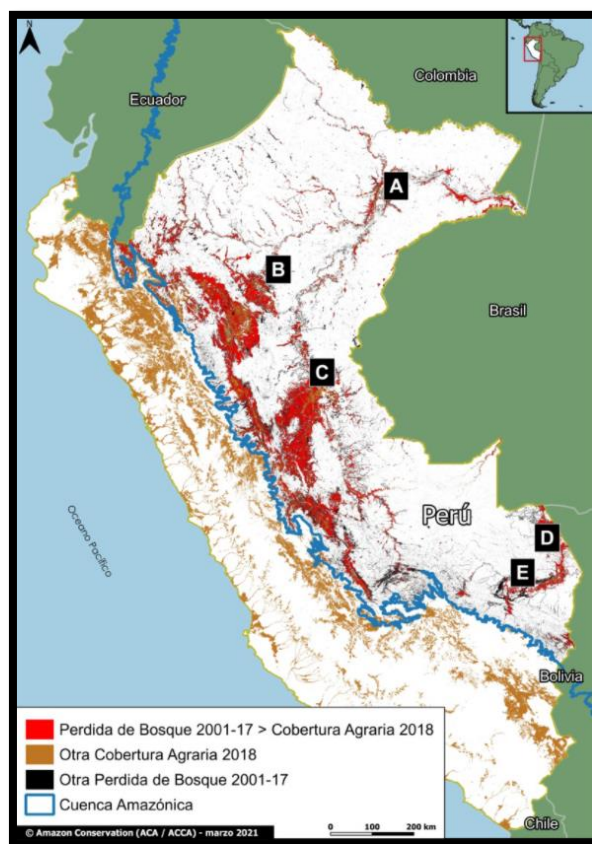 N
Colombia
Ecuador
A
B
Brasil
C
Perú
Oceano Pacífico
D
E
Bolivia
Perdida de Bosque 2001-17 > Cobertura Agraria 2018
Otra Cobertura Agraria 2018
Otra Perdida de Bosque 2001-17
Cuenca Amazónica
Chile
© Amazon Conservation (ACA / ACCA) - marzo 2021
0 100 200 km